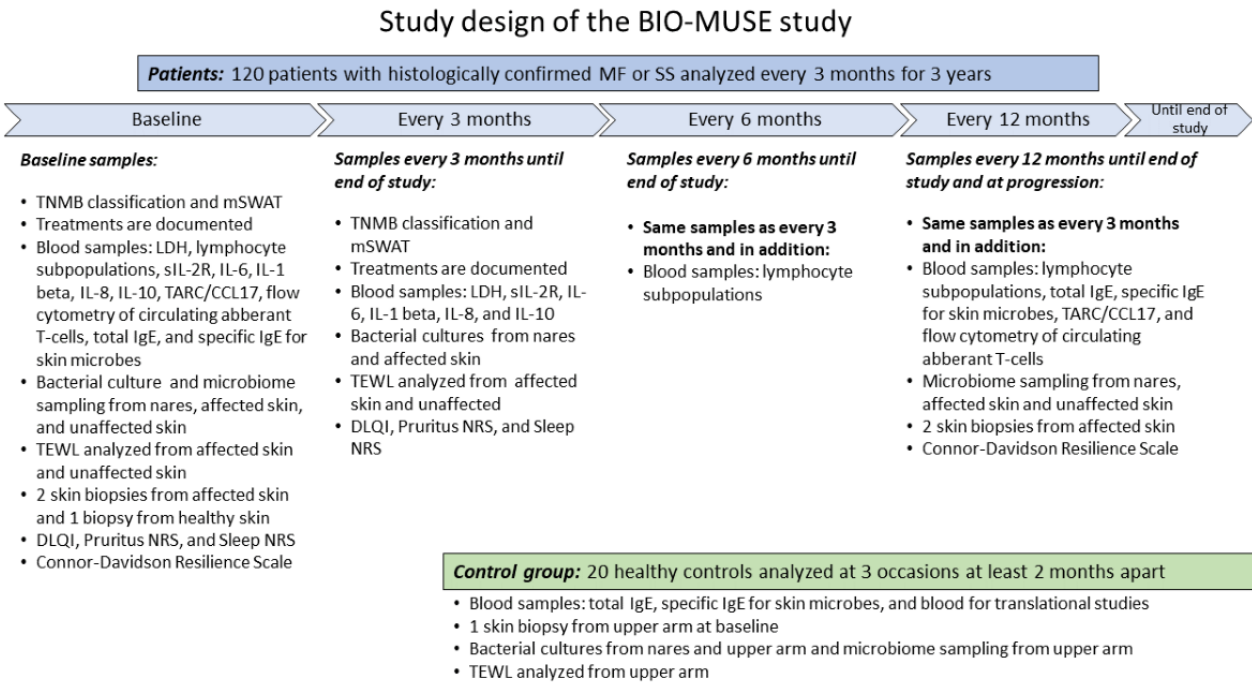 Study design of the BIO-MUSE study
Patients: 120 patients with histologically confirmed MF or SS analyzed every 3 months for 3 years
Baseline
Every 3 months
Every 6 months
Every 12 months
Until end of
study
Baseline samples:
• TNMB classification and mSWAT
• Treatments are documented
• Blood samples: LDH, lymphocyte
subpopulations, sIL-2R, IL-6, IL-1
beta, IL-8, IL-10, TARC/CCL17, flow
cytometry of circulating abberant
T-cells, total IgE, and specific IgE for
skin microbes
• Bacterial culture and microbiome
sampling from nares, affected skin,
and unaffected skin
• TEWL analyzed from affected skin
and unaffected skin
• 2 skin biopsies from affected skin
and 1 biopsy from healthy skin
• DLQI, Pruritus NRS, and Sleep NRS
• Connor-Davidson Resilience Scale
Samples every 3 months until
end of study:
• TNMB classification and
mSWAT
• Treatments are documented
• Blood samples: LDH, sIL-2R, IL-
6, IL-1 beta, IL-8, and IL-10
• Bacterial cultures from nares
and affected skin
• TEWL analyzed from affected
skin and unaffected
• DLQI, Pruritus NRS, and Sleep
NRS
Samples every 6 months until
end of study:
• Same samples as every 3
months and in addition:
• Blood samples: lymphocyte
subpopulations
Samples every 12 months until end of
study and at progression:
• Same samples as every 3 months
and in addition:
• Blood samples: lymphocyte
subpopulations, total IgE, specific IgE
for skin microbes, TARC/CCL17, and
flow cytometry of circulating
abberant T-cells
• Microbiome sampling from nares,
affected skin and unaffected skin
• 2 skin biopsies from affected skin
• Connor-Davidson Resilience Scale
Control group: 20 healthy controls analyzed at 3 occasions at least 2 months apart
• Blood samples: total IgE, specific IgE for skin microbes, and blood for translational studies
• 1 skin biopsy from upper arm at baseline
• Bacterial cultures from nares and upper arm and microbiome sampling from upper arm
• TEWL analyzed from upper arm